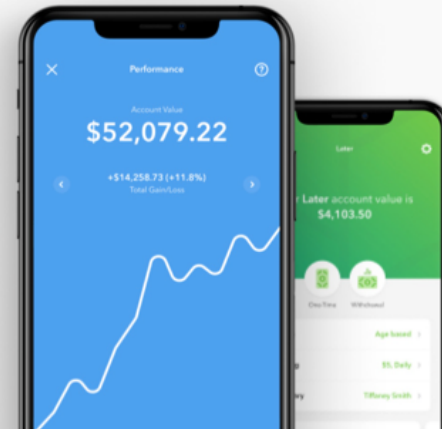 Performance
Account Value
$52,079.22
+$14,258.73 (+11.8%)
Total Gain/Loss
Later
Later account value is
$4,103.50
One-Time
Withdrawal
Age based
$5, Daily
Tiffaney Smith